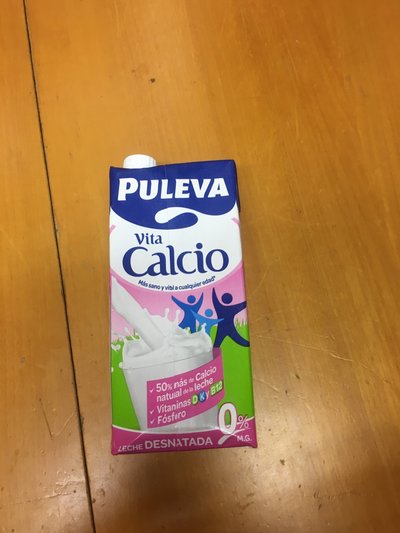 PULEVA
Vita
Calcio
Más sano y vital a cualquier edad*
50% más de Calcio
natural de la leche
Vitaminas D K y B12
Fósforo
0%
M.G.
LECHE DESNATADA